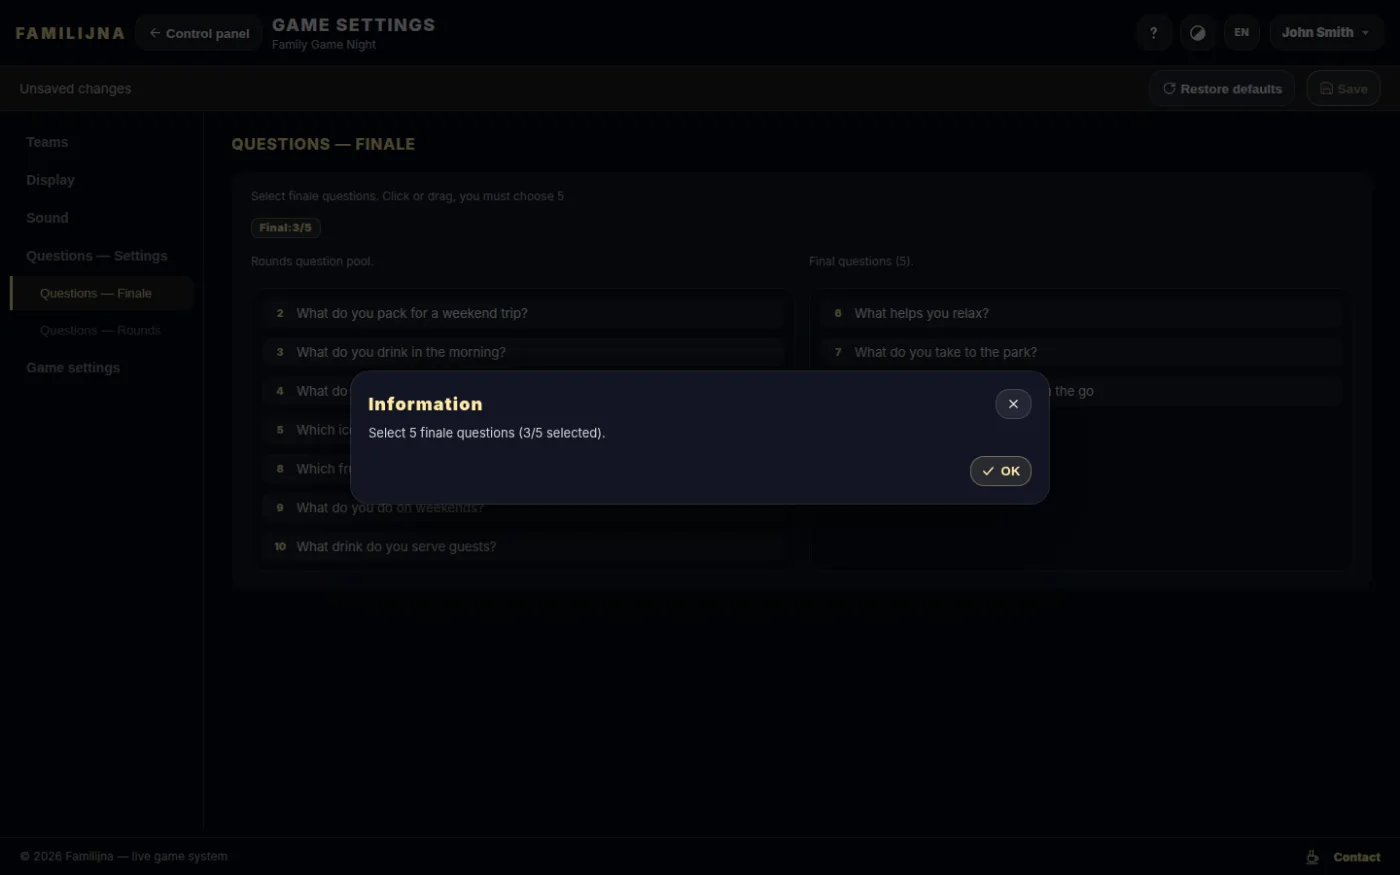 FAMILIJNA
← Control panel
GAME SETTINGS
Family Game Night
?
EN
John Smith
Unsaved changes
Restore defaults
Save
Teams
Display
Sound
Questions — Settings
Questions — Finale
Questions — Rounds
Game settings
QUESTIONS — FINALE
Select finale questions. Click or drag, you must choose 5
Final:3/5
Rounds question pool.
2 What do you pack for a weekend trip?
3 What do you drink in the morning?
4 What do
5 Which
8 Which
9 What do you do on weekends?
10 What drink do you serve guests?
Final questions (5).
6 What helps you relax?
7 What do you take to the park?
the go
Information
Select 5 finale questions (3/5 selected).
OK
© 2026 Familijna — live game system
Contact